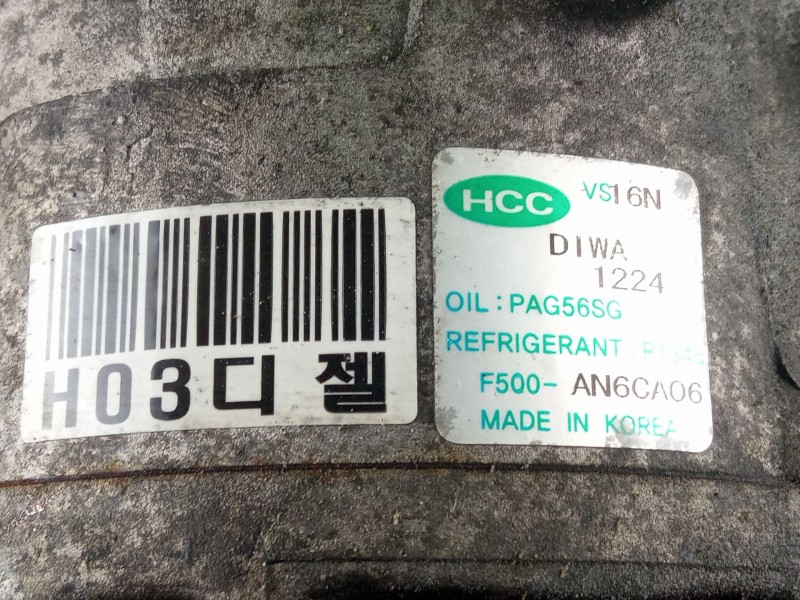 H03디젤
HCC VS16N
DIWA
1224
OIL : PAG56SG
REFRIGERANT :
F500- AN6CA06
MADE IN KOREA